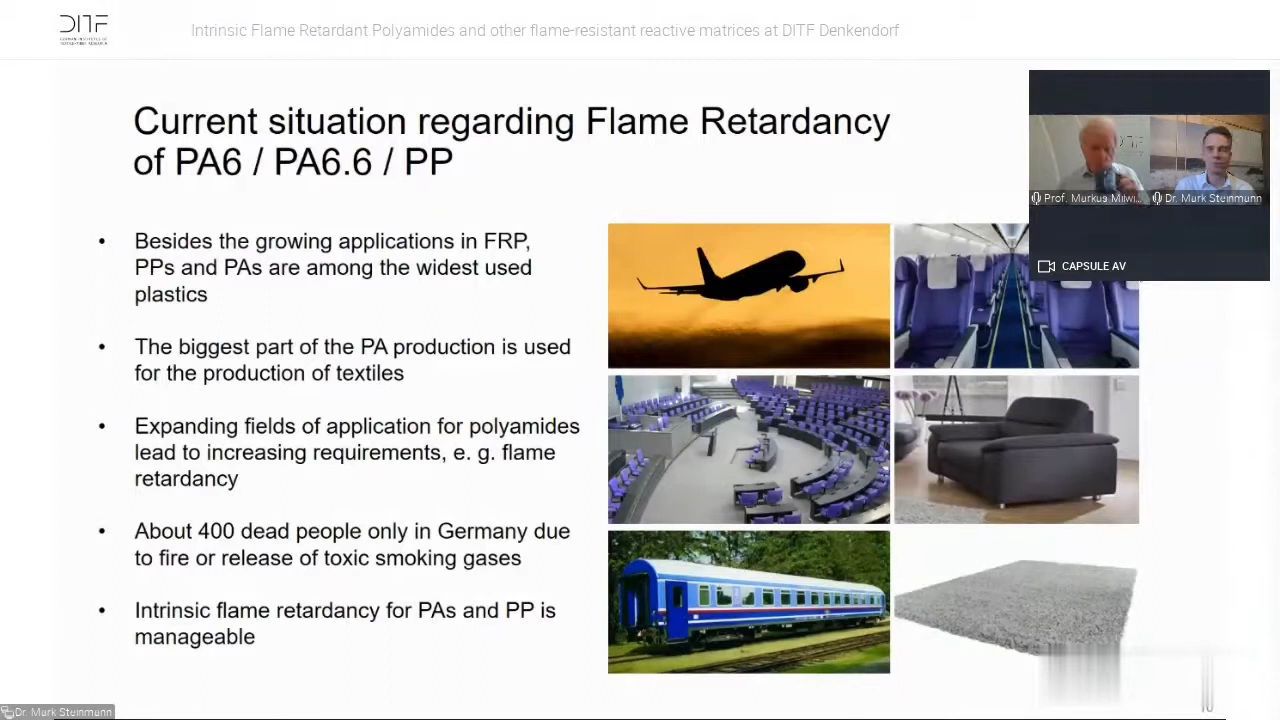 DITF
Intrinsic Flame Retardant Polyamides and other flame-resistant reactive matrices at DITF Denkendorf
Current situation regarding Flame Retardancy
of PA6 / PA6.6 / PP
• Besides the growing applications in FRP,
PPs and PAs are among the widest used
plastics
• The biggest part of the PA production is used
for the production of textiles
• Expanding fields of application for polyamides
lead to increasing requirements, e. g. flame
retardancy
• About 400 dead people only in Germany due
to fire or release of toxic smoking gases
• Intrinsic flame retardancy for PAs and PP is
manageable
Prof. Markus Milwi...
Dr. Mark Steinmann
CAPSULE AV
Dr. Mark Steinmann